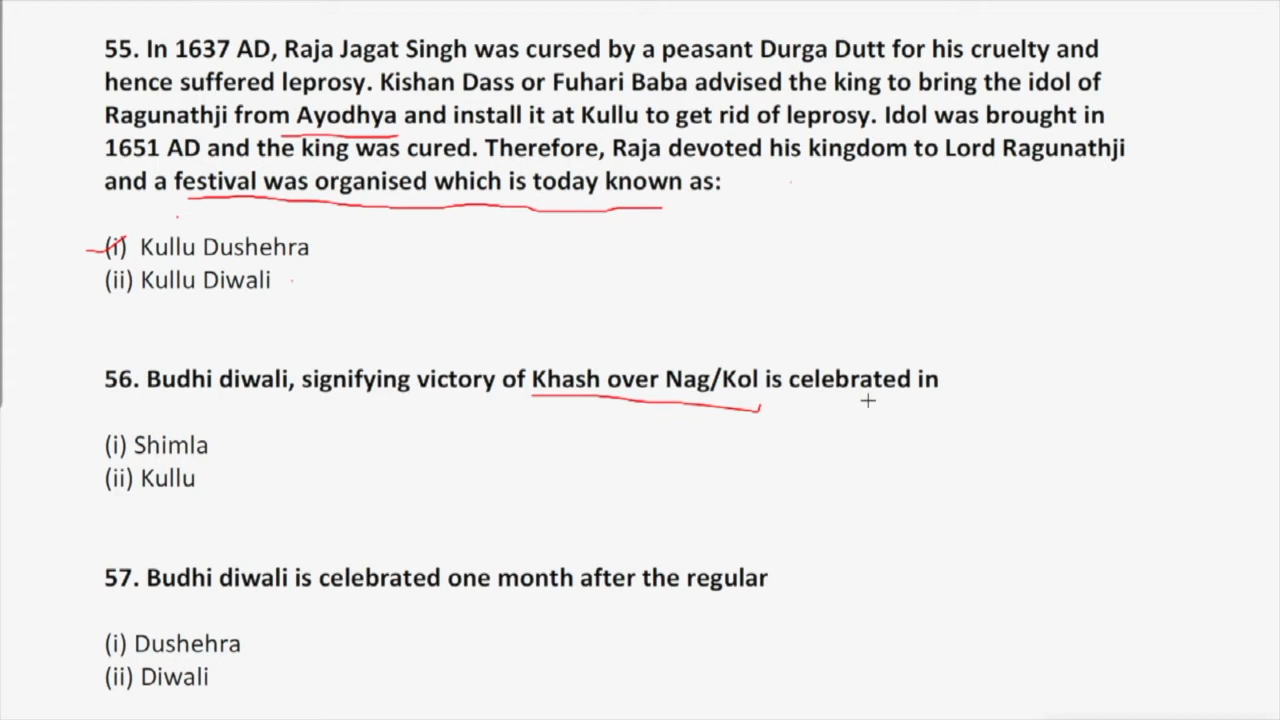 55. In 1637 AD, Raja Jagat Singh was cursed by a peasant Durga Dutt for his cruelty and
hence suffered leprosy. Kishan Dass or Fuhari Baba advised the king to bring the idol of
Ragunathji from Ayodhya and install it at Kullu to get rid of leprosy. Idol was brought in
1651 AD and the king was cured. Therefore, Raja devoted his kingdom to Lord Ragunathji
and a festival was organised which is today known as:
(i) Kullu Dushehra
(ii) Kullu Diwali
56. Budhi diwali, signifying victory of Khash over Nag/Kol is celebrated in
(i) Shimla
(ii) Kullu
57. Budhi diwali is celebrated one month after the regular
(i) Dushehra
(ii) Diwali